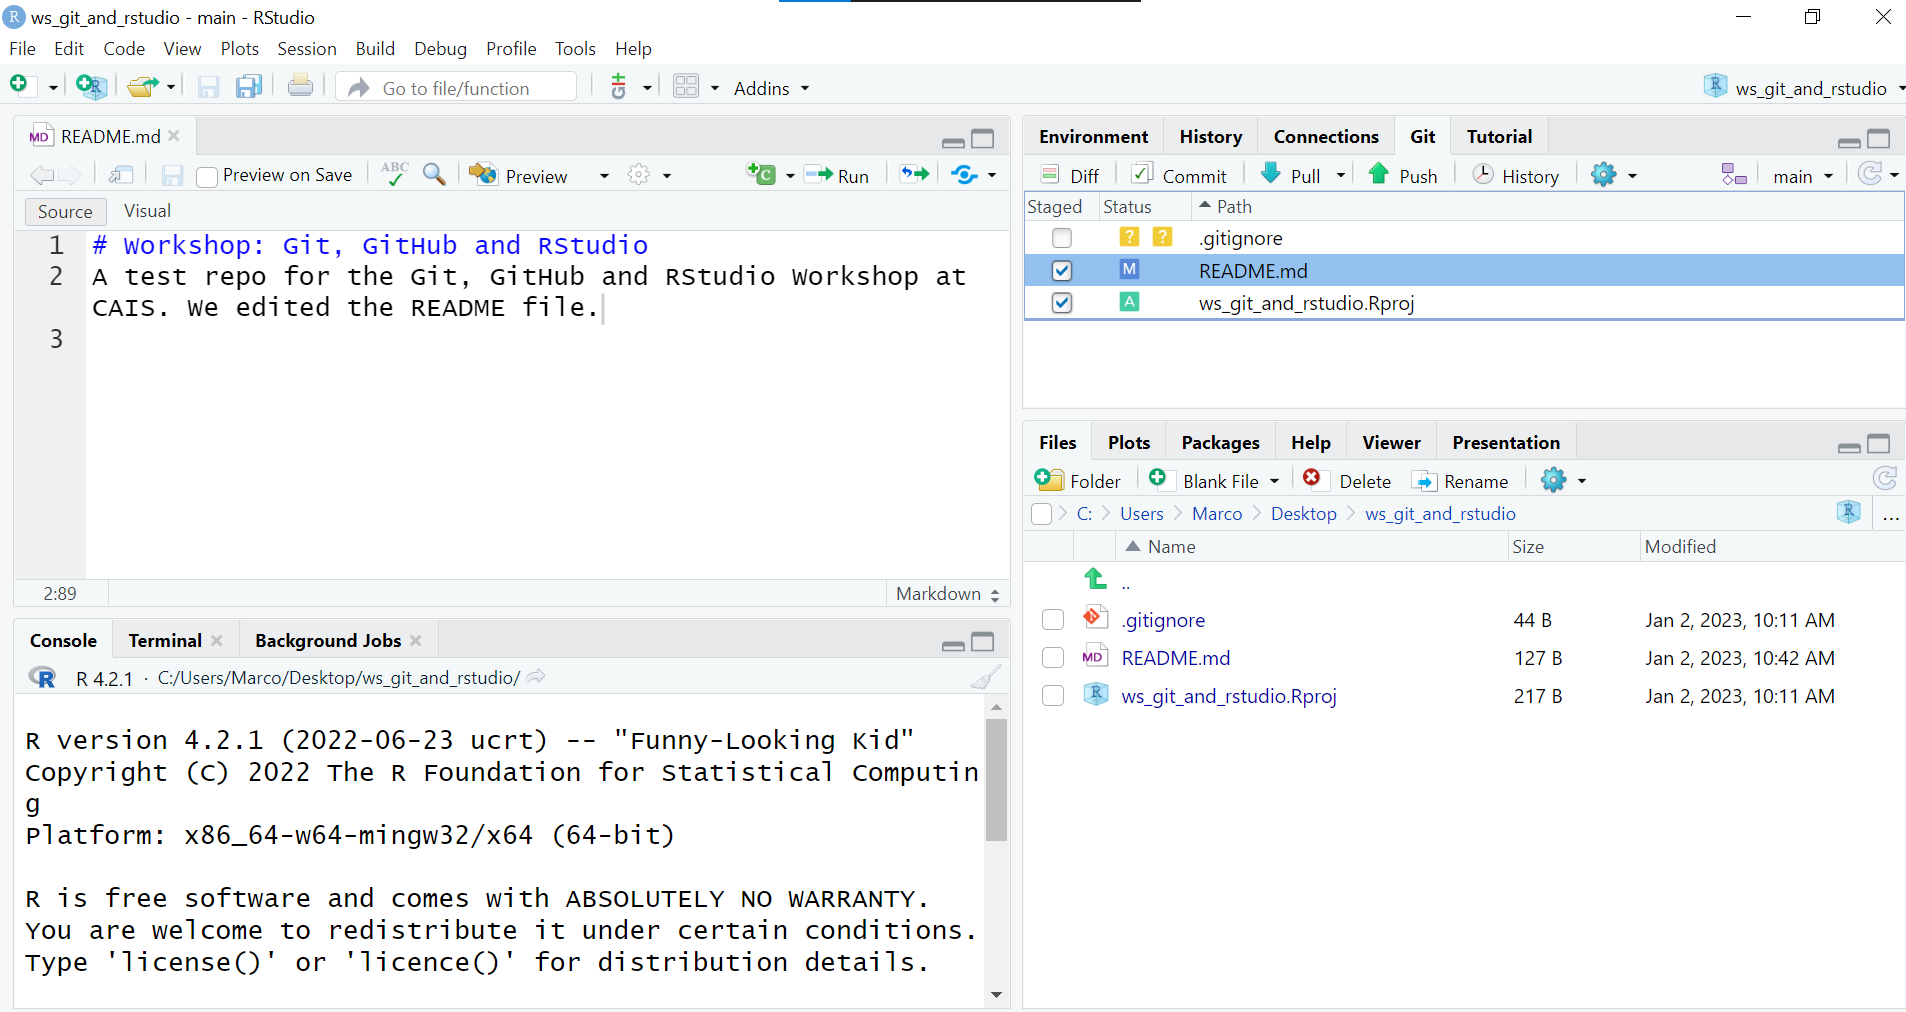 ws_git_and_rstudio - main - RStudio
File Edit Code View Plots Session Build Debug Profile Tools Help
Go to file/function
Addins
ws_git_and_rstudio
README.md
Preview on Save
ABC
Preview
Run
Source Visual
1 # Workshop: Git, GitHub and RStudio
2 A test repo for the Git, GitHub and RStudio Workshop at
CAIS. We edited the README file.
3
2:89
Markdown
Console Terminal Background Jobs
R 4.2.1 · C:/Users/Marco/Desktop/ws_git_and_rstudio/
R version 4.2.1 (2022-06-23 ucrt) -- "Funny-Looking Kid"
Copyright (C) 2022 The R Foundation for Statistical Computin
g
Platform: x86_64-w64-mingw32/x64 (64-bit)
R is free software and comes with ABSOLUTELY NO WARRANTY.
You are welcome to redistribute it under certain conditions.
Type 'license()' or 'licence()' for distribution details.
Environment History Connections Git Tutorial
Diff Commit Pull Push History main
Staged Status Path
? ? .gitignore
M README.md
A ws_git_and_rstudio.Rproj
Files Plots Packages Help Viewer Presentation
Folder Blank File Delete Rename
C: Users Marco Desktop ws_git_and_rstudio ...
Name Size Modified
..
.gitignore 44 B Jan 2, 2023, 10:11 AM
README.md 127 B Jan 2, 2023, 10:42 AM
ws_git_and_rstudio.Rproj 217 B Jan 2, 2023, 10:11 AM